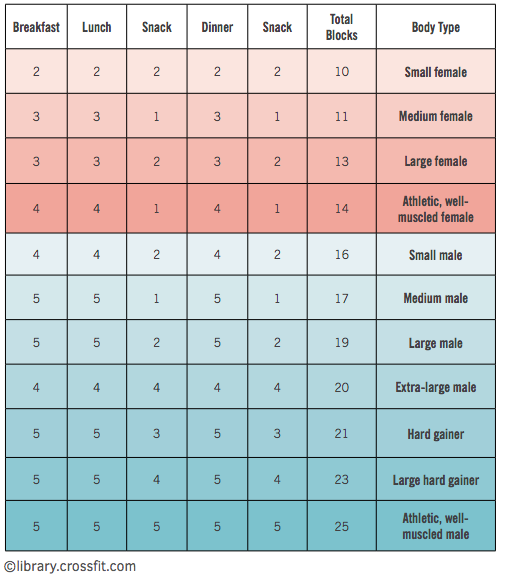 Breakfast Lunch Snack Dinner Snack Total Blocks Body Type
2 2 2 2 2 10 Small female
3 3 1 3 1 11 Medium female
3 3 2 3 2 13 Large female
4 4 1 4 1 14 Athletic, well-
muscled female
4 4 2 4 2 16 Small male
5 5 1 5 1 17 Medium male
5 5 2 5 2 19 Large male
4 4 4 4 4 20 Extra-large male
5 5 3 5 3 21 Hard gainer
5 5 4 5 4 23 Large hard gainer
5 5 5 5 5 25 Athletic, well-
muscled male
©library.crossfit.com